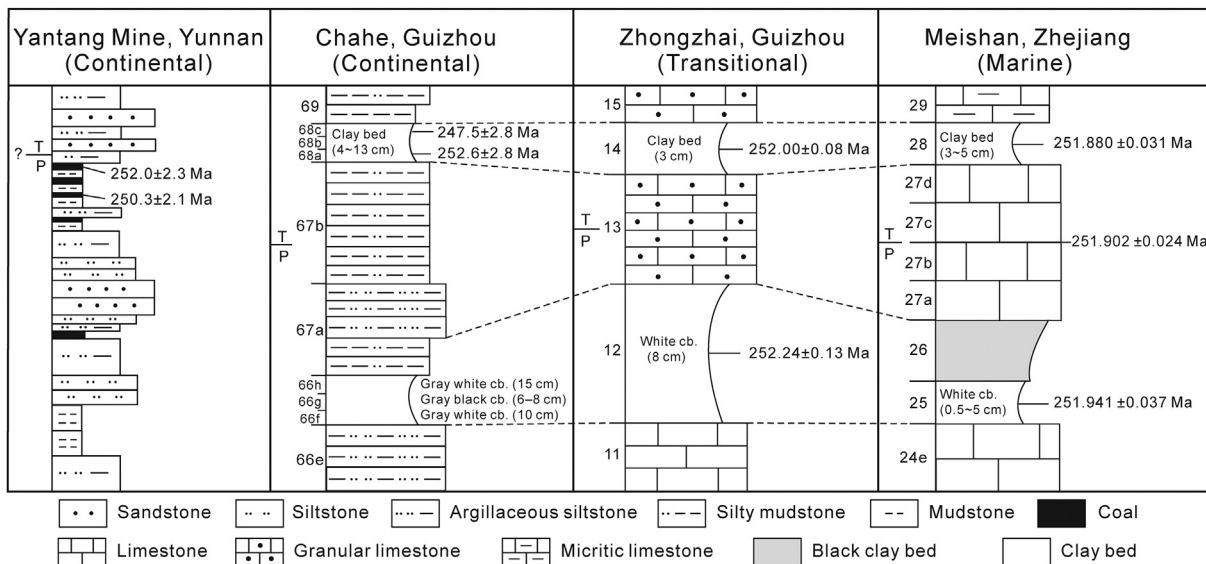 Yantang Mine, Yunnan
(Continental)
Chahe, Guizhou
(Continental)
Zhongzhai, Guizhou
(Transitional)
Meishan, Zhejiang
(Marine)
? T
P
252.0±2.3 Ma
250.3±2.1 Ma
69
68c
68b
68a
Clay bed
(4~13 cm)
247.5±2.8 Ma
252.6±2.8 Ma
67b
T
P
67a
66h
66g
66f
Gray white cb. (15 cm)
Gray black cb. (6–8 cm)
Gray white cb. (10 cm)
66e
15
14
Clay bed
(3 cm)
252.00±0.08 Ma
T
P
13
12
White cb.
(8 cm)
252.24±0.13 Ma
11
29
28
Clay bed
(3~5 cm)
251.880 ±0.031 Ma
27d
27c
T
P
251.902 ±0.024 Ma
27b
27a
26
25
White cb.
(0.5~5 cm)
251.941 ±0.037 Ma
24e
Sandstone
Siltstone
Argillaceous siltstone
Silty mudstone
Mudstone
Coal
Limestone
Granular limestone
Micritic limestone
Black clay bed
Clay bed